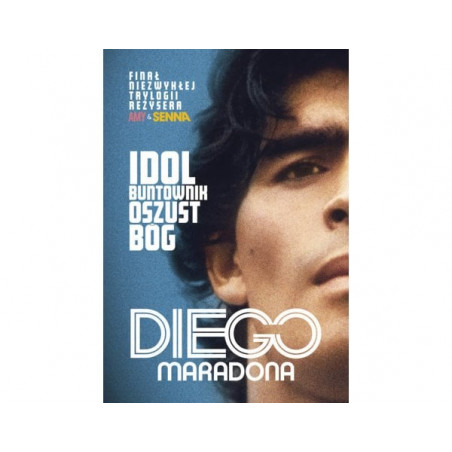 FINAŁ
NIEZWYKŁEJ
TRYLOGII
REŻYSERA
AMY & SENNA
IDOL
BUNTOWNIK
OSZUST
BÓG
DIEGO
MARADONA